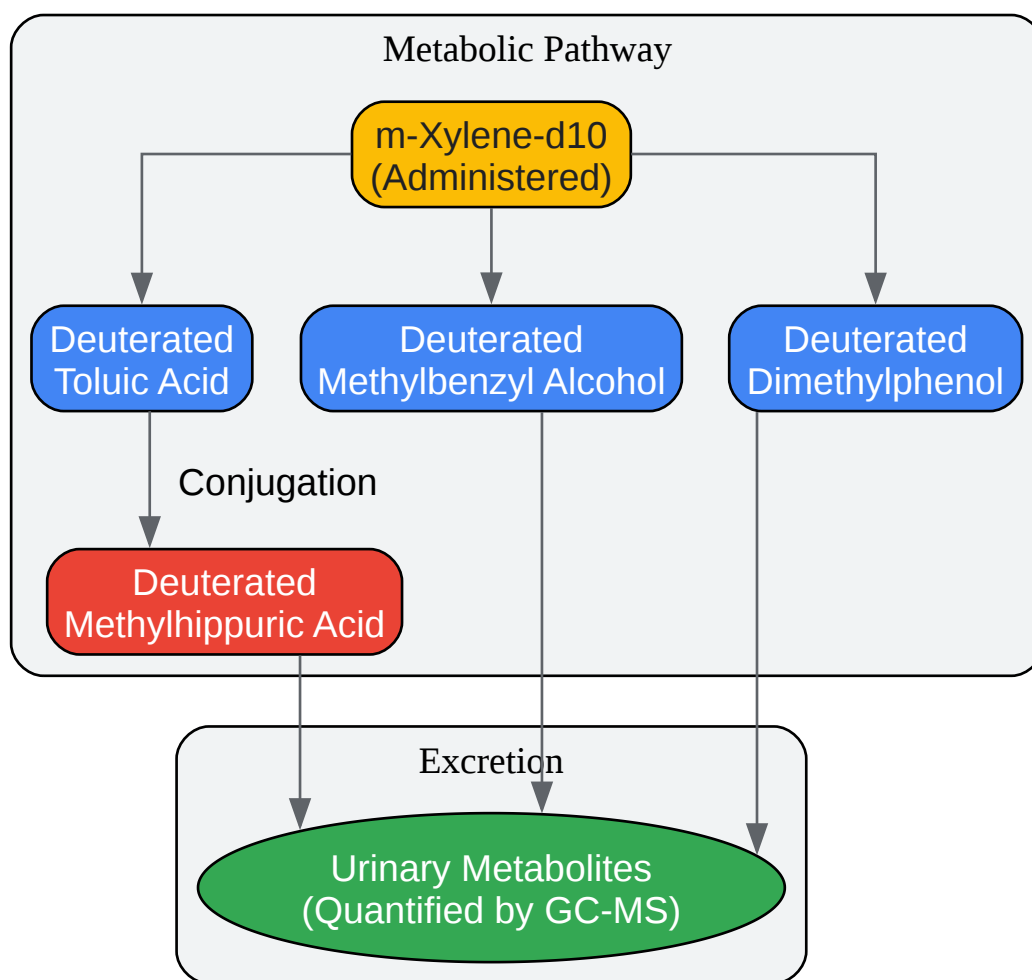 Metabolic Pathway
m-Xylene-d10
(Administered)
Deuterated
Toluic Acid
Deuterated
Methylbenzyl Alcohol
Deuterated
Dimethylphenol
Conjugation
Deuterated
Methylhippuric Acid
Excretion
Urinary Metabolites
(Quantified by GC-MS)